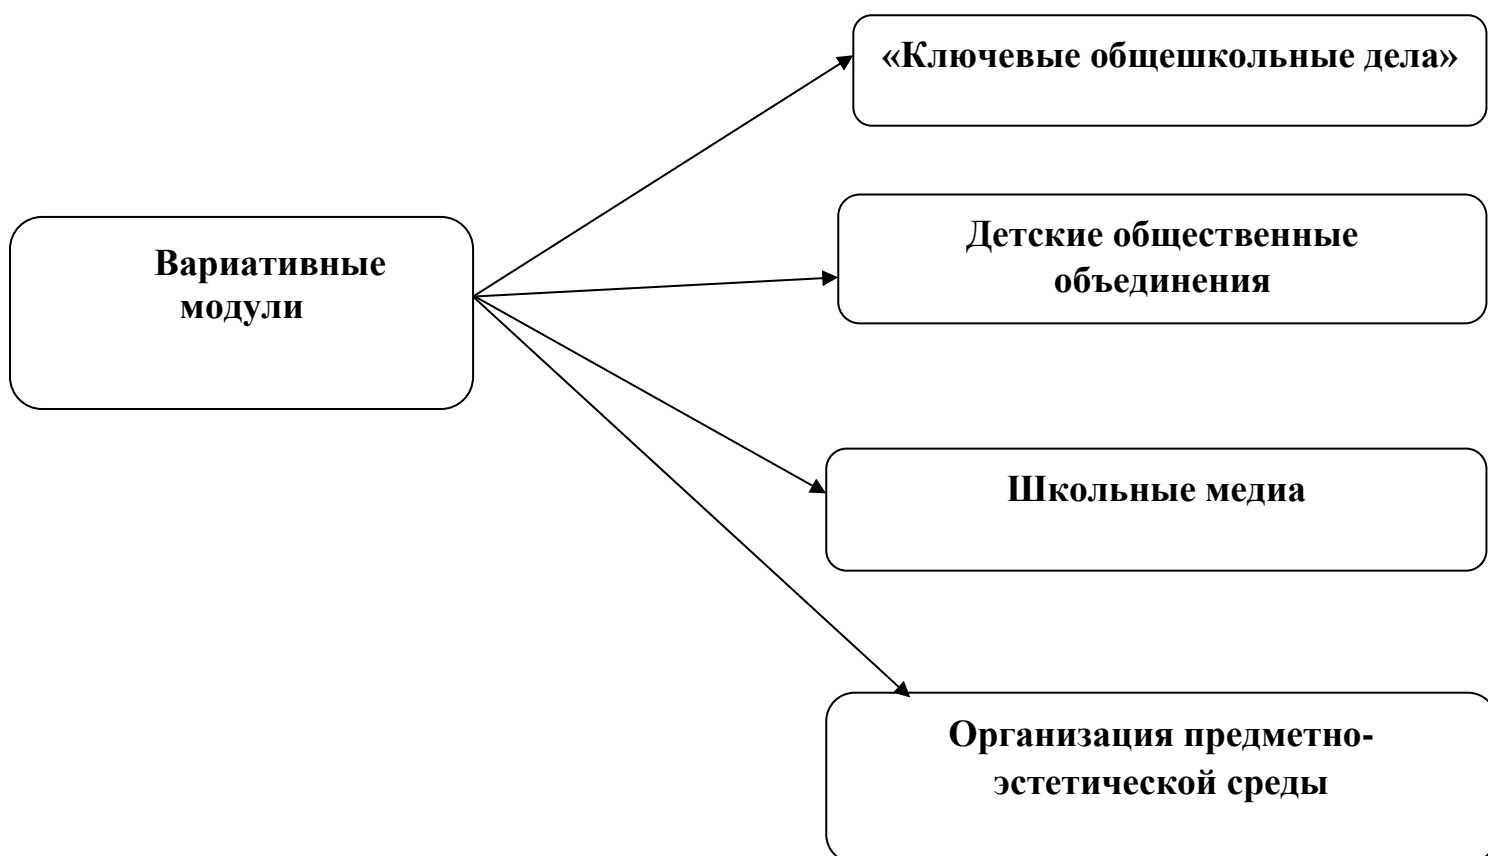 «Ключевые общешкольные дела»
Вариативные
модули
Детские общественные
объединения
Школьные медиа
Организация предметно-
эстетической среды